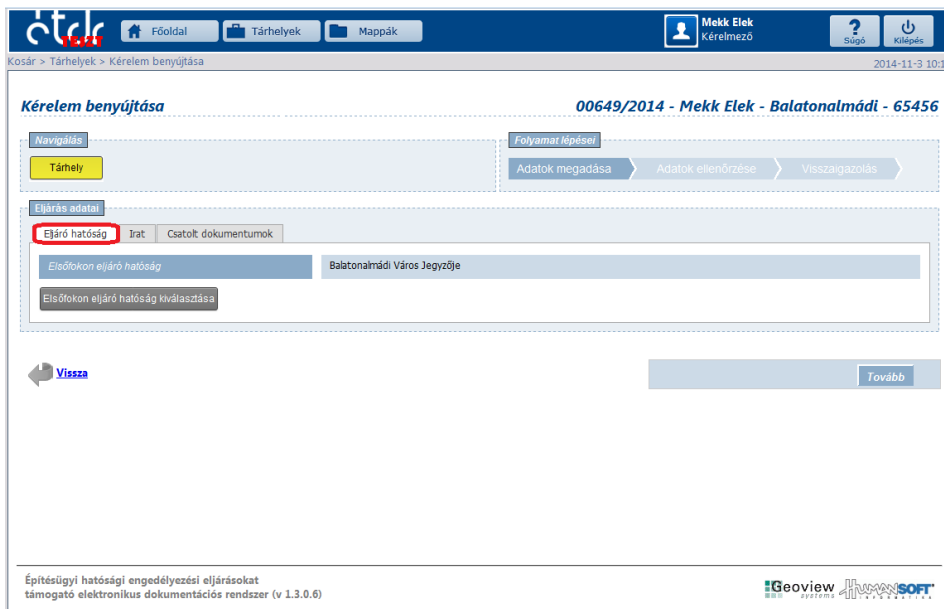 étdr
TESZT
Főoldal
Tárhelyek
Mappák
Mekk Elek
Kérelmező
?
Súgó
Kilépés
Kosár > Tárhelyek > Kérelem benyújtása
2014-11-3 10:1
Kérelem benyújtása
00649/2014 - Mekk Elek - Balatonalmádi - 65456
Navigálás
Tárhely
Folyamat lépései
Adatok megadása
Adatok ellenőrzése
Visszaigazolás
Eljárás adatai
Eljáró hatóság
Irat
Csatolt dokumentumok
Elsőfokon eljáró hatóság
Balatonalmádi Város Jegyzője
Elsőfokon eljáró hatóság kiválasztása
Vissza
Tovább
Építésügyi hatósági engedélyezési eljárásokat
támogató elektronikus dokumentációs rendszer (v 1.3.0.6)
Geoview
systems
HUMANSOFT
INFORMATIKA